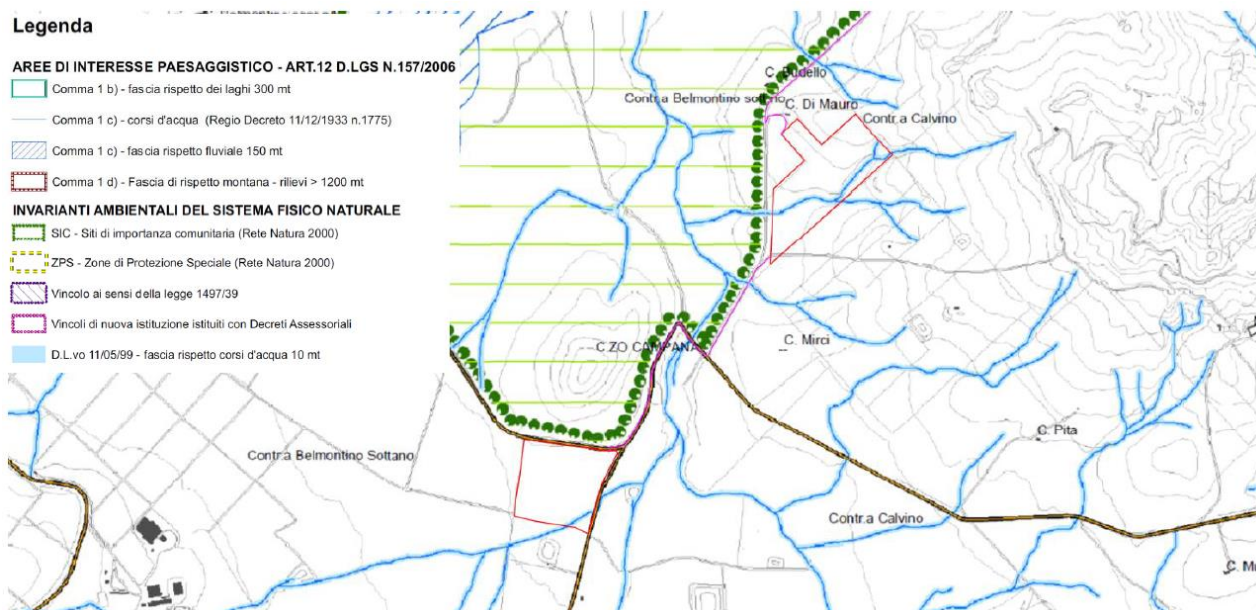 Legenda
AREE DI INTERESSE PAESAGGISTICO - ART.12 D.LGS N.157/2006
Comma 1 b) - fascia rispetto dei laghi 300 mt
Comma 1 c) - corsi d'acqua (Regio Decreto 11/12/1933 n.1775)
Comma 1 c) - fascia rispetto fluviale 150 mt
Comma 1 d) - Fascia di rispetto montana - rilievi > 1200 mt
INVARIANTI AMBIENTALI DEL SISTEMA FISICO NATURALE
SIC - Siti di importanza comunitaria (Rete Natura 2000)
ZPS - Zone di Protezione Speciale (Rete Natura 2000)
Vincolo ai sensi della legge 1497/39
Vincoli di nuova istituzione istituiti con Decreti Assessoriali
D.L.vo 11/05/99 - fascia rispetto corsi d'acqua 10 mt
C. Budello
Contr.a Belmontino sottano
C. Di Mauro
Contr.a Calvino
C.ZO CAMPANA
C. Mirci
C. Pita
Contr.a Belmontino Sottano
Contr.a Calvino